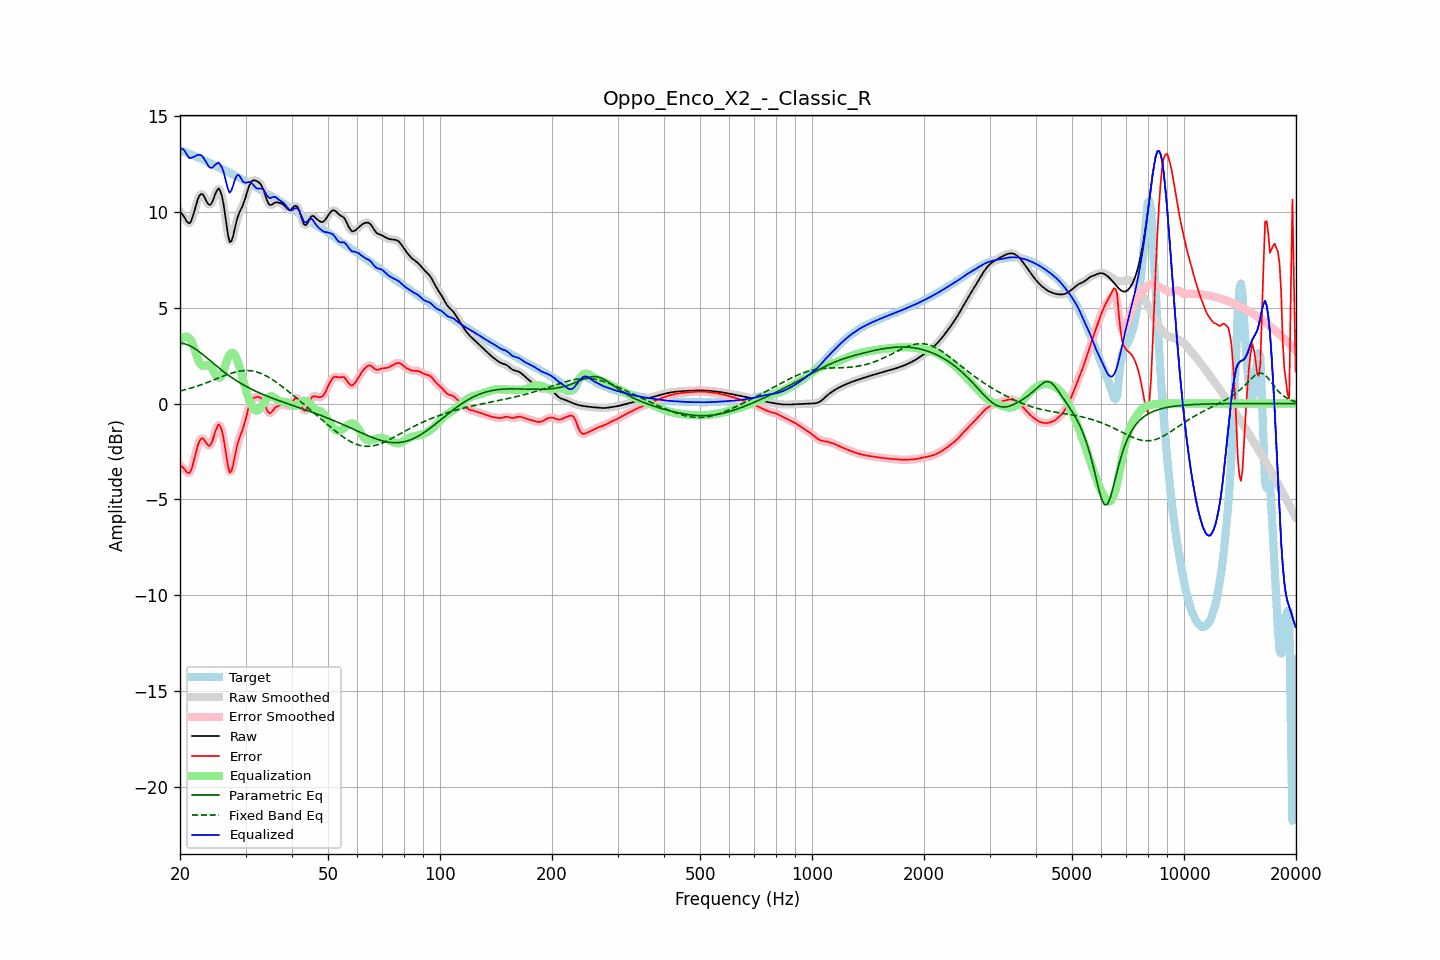 Oppo_Enco_X2_-_Classic_R
15
10
5
0
−5
−10
−15
−20
Amplitude (dBr)
Target
Raw Smoothed
Error Smoothed
Raw
Error
Equalization
Parametric Eq
Fixed Band Eq
Equalized
20 50 100 200 500 1000 2000 5000 10000 20000
Frequency (Hz)